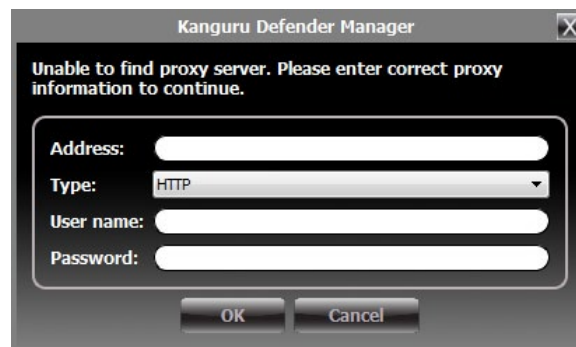 Kanguru Defender Manager
X
Unable to find proxy server. Please enter correct proxy
information to continue.
Address:
Type: HTTP
User name:
Password:
OK Cancel